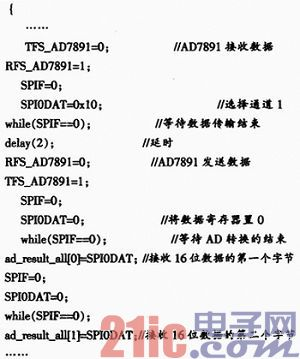 {
……
TFS_AD7891=0; //AD7891 接收数据
RFS_AD7891=1;
SPIF=0;
SPI0DAT=0x10; //选择通道 1
while(SPIF==0); //等待数据传输结束
delay(2); //延时
RFS_AD7891=0; //AD7891 发送数据
TFS_AD7891=1;
SPIF=0;
SPI0DAT=0; //将数据寄存器置 0
while(SPIF==0); //等待 AD 转换的结束
ad_result_all[0]=SPI0DAT; //接收 16 位数据的第一个字节
SPIF=0;
SPI0DAT=0;
while(SPIF==0);
ad_result_all[1]=SPI0DAT; //接收 16 位数据的第二个字节
……
21ic.com 电子网